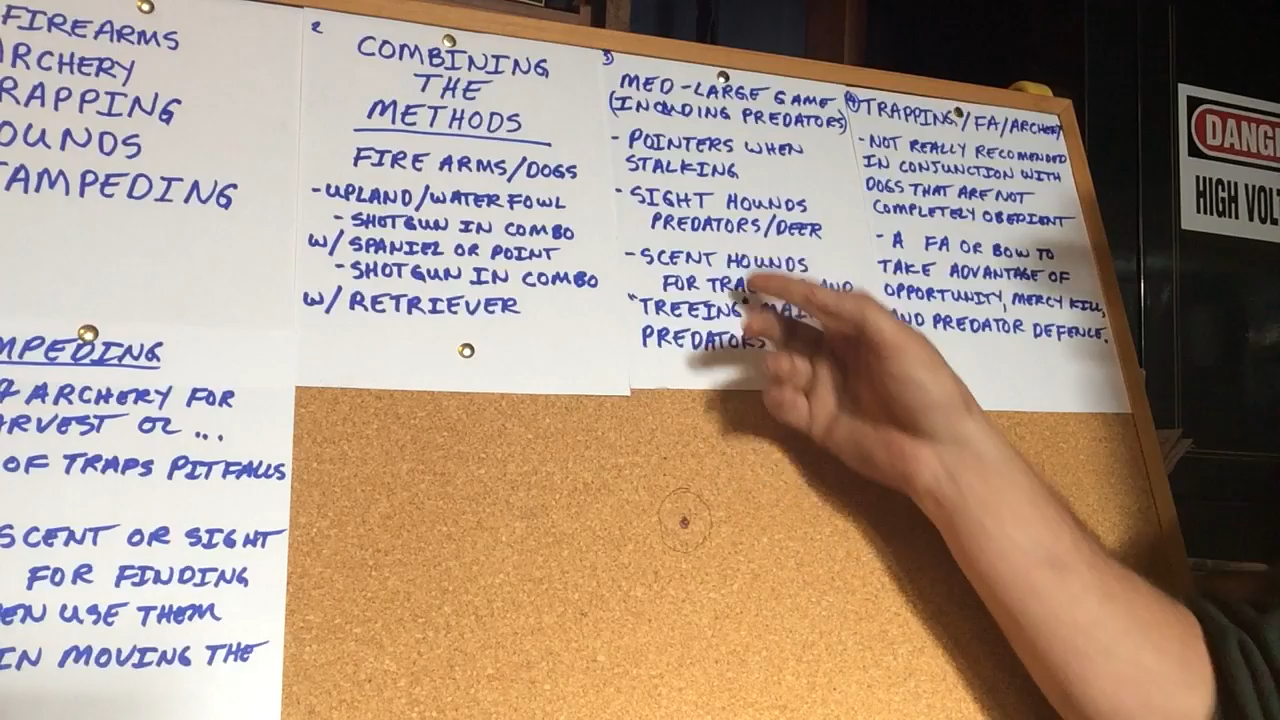 FIREARMS
ARCHERY
RAPPING
OUNDS
TAMPEDING
MPEDING
ARCHERY FOR
ARVEST OR ...
OF TRAPS PITFALLS
SCENT OR SIGHT
FOR FINDING
EN USE THEM
IN MOVING THE
2
COMBINING
THE
METHODS
FIRE ARMS/DOGS
-UPLAND/WATERFOWL
-SHOTGUN IN COMBO
W/ SPANIEL OR POINT
-SHOTGUN IN COMBO
W/ RETRIEVER
3
MED-LARGE GAME
(INCLUDING PREDATORS)
- POINTERS WHEN
STALKING
- SIGHT HOUNDS
PREDATORS/DEER
- SCENT HOUNDS
FOR AND
"TREEING"
PREDATORS
4 TRAPPING/FA/ARCHERY
-NOT REALLY RECOMENDED
IN CONJUNCTION WITH
DOGS THAT ARE NOT
COMPLETELY OBEDIENT
- A FA OR BOW TO
TAKE ADVANTAGE OF
OPPORTUNITY, MERCY KILL,
AND PREDATOR DEFENCE.
DANG
HIGH VOL